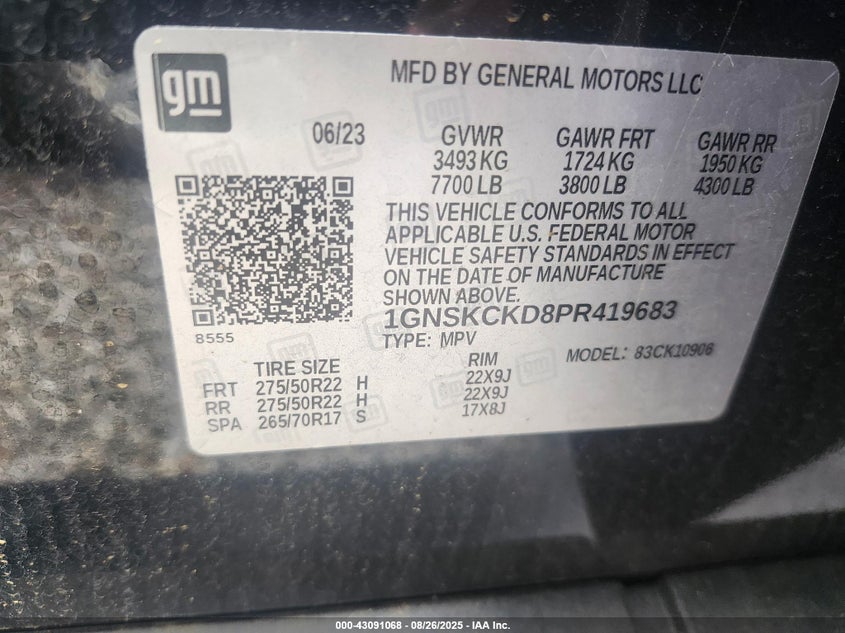 gm
MFD BY GENERAL MOTORS LLC
06/23 GVWR GAWR FRT GAWR RR
3493 KG 1724 KG 1950 KG
7700 LB 3800 LB 4300 LB
THIS VEHICLE CONFORMS TO ALL
APPLICABLE U.S. FEDERAL MOTOR
VEHICLE SAFETY STANDARDS IN EFFECT
ON THE DATE OF MANUFACTURE
SHOWN ABOVE.
1GNSKCKD8PR419683
8555
TYPE: MPV MODEL: 83CK10906
TIRE SIZE RIM
FRT 275/50R22 H 22X9J
RR 275/50R22 H 22X9J
SPA 265/70R17 S 17X8J
000-43091068 - 08/26/2025 - IAA Inc.